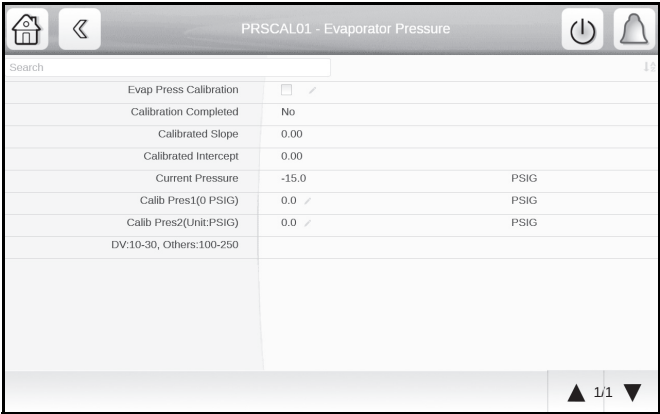 PRSCAL01 - Evaporator Pressure
Search
Evap Press Calibration
Calibration Completed No
Calibrated Slope 0.00
Calibrated Intercept 0.00
Current Pressure -15.0 PSIG
Calib Pres1(0 PSIG) 0.0 PSIG
Calib Pres2(Unit:PSIG) 0.0 PSIG
DV:10-30, Others:100-250
1/1